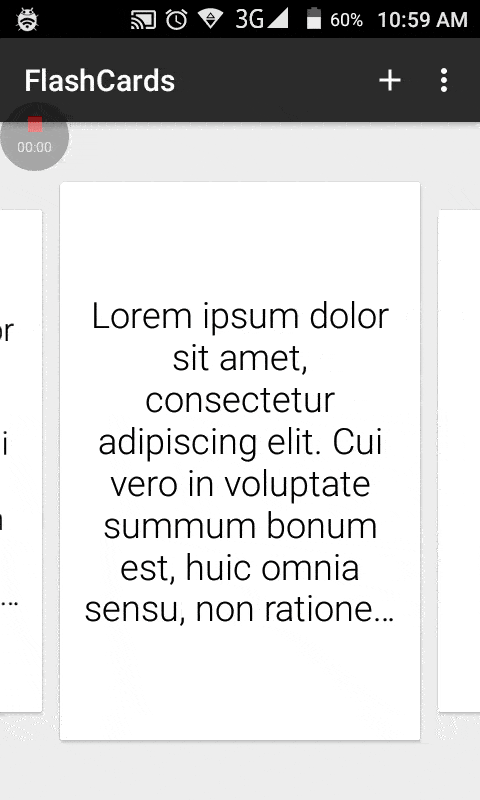 3G 60% 10:59 AM
FlashCards
00:00
Lorem ipsum dolor
sit amet,
consectetur
adipiscing elit. Cui
vero in voluptate
summum bonum
est, huic omnia
sensu, non ratione...
or
i
...